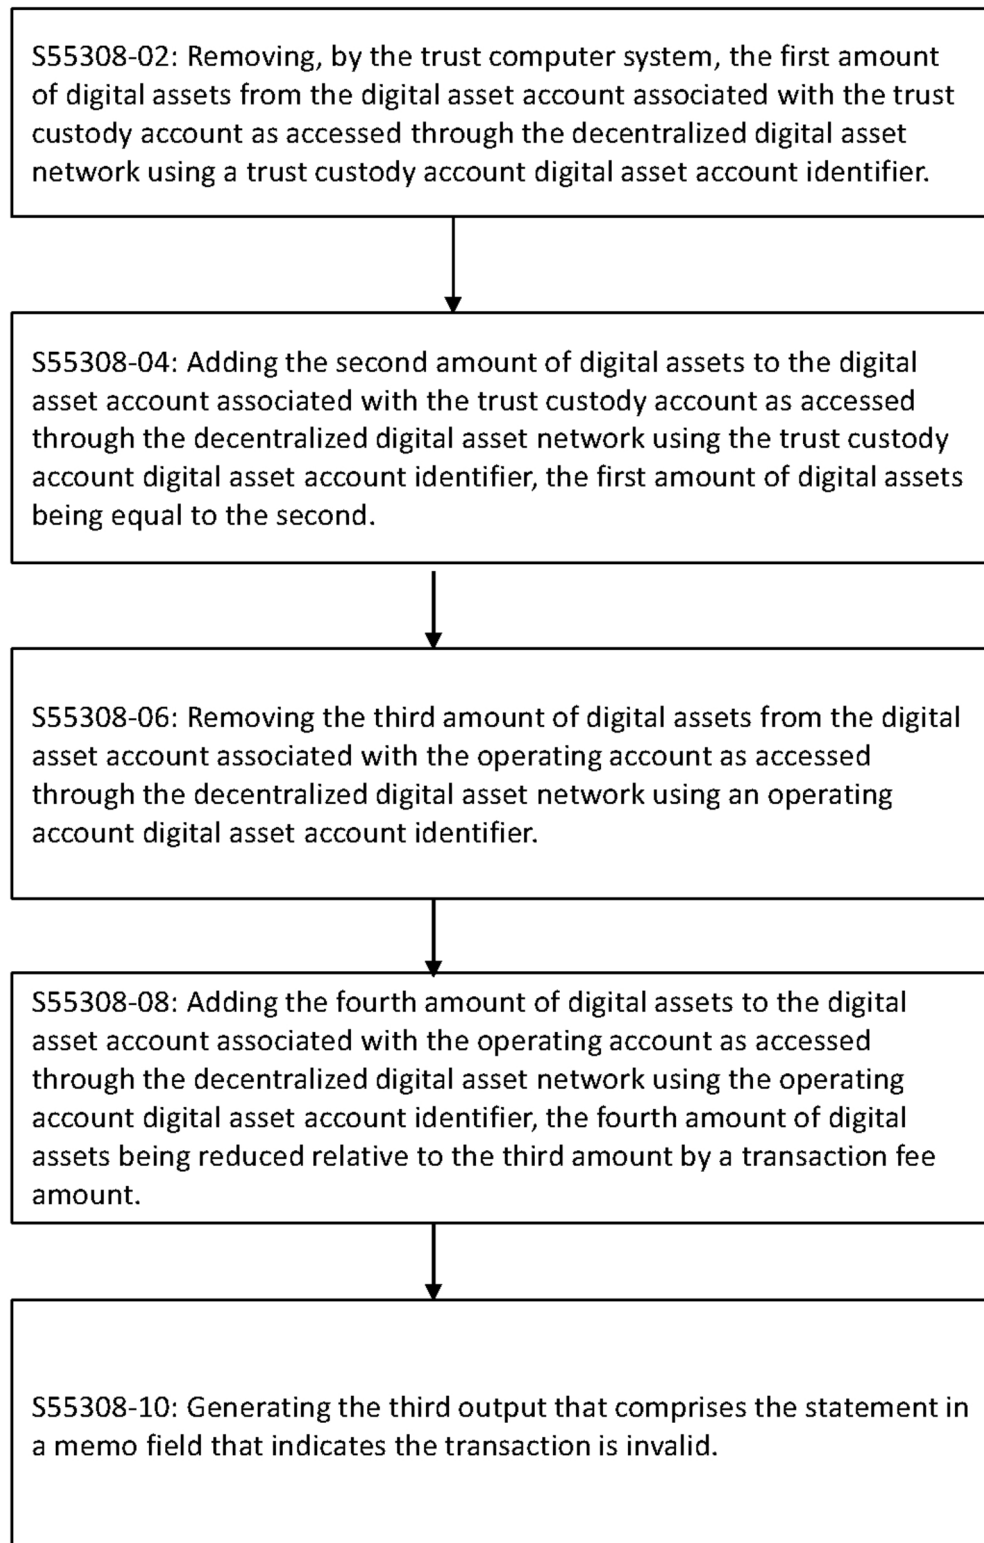 S55308-02: Removing, by the trust computer system, the first amount
of digital assets from the digital asset account associated with the trust
custody account as accessed through the decentralized digital asset
network using a trust custody account digital asset account identifier.
S55308-04: Adding the second amount of digital assets to the digital
asset account associated with the trust custody account as accessed
through the decentralized digital asset network using the trust custody
account digital asset account identifier, the first amount of digital assets
being equal to the second.
S55308-06: Removing the third amount of digital assets from the digital
asset account associated with the operating account as accessed
through the decentralized digital asset network using an operating
account digital asset account identifier.
S55308-08: Adding the fourth amount of digital assets to the digital
asset account associated with the operating account as accessed
through the decentralized digital asset network using the operating
account digital asset account identifier, the fourth amount of digital
assets being reduced relative to the third amount by a transaction fee
amount.
S55308-10: Generating the third output that comprises the statement in
a memo field that indicates the transaction is invalid.